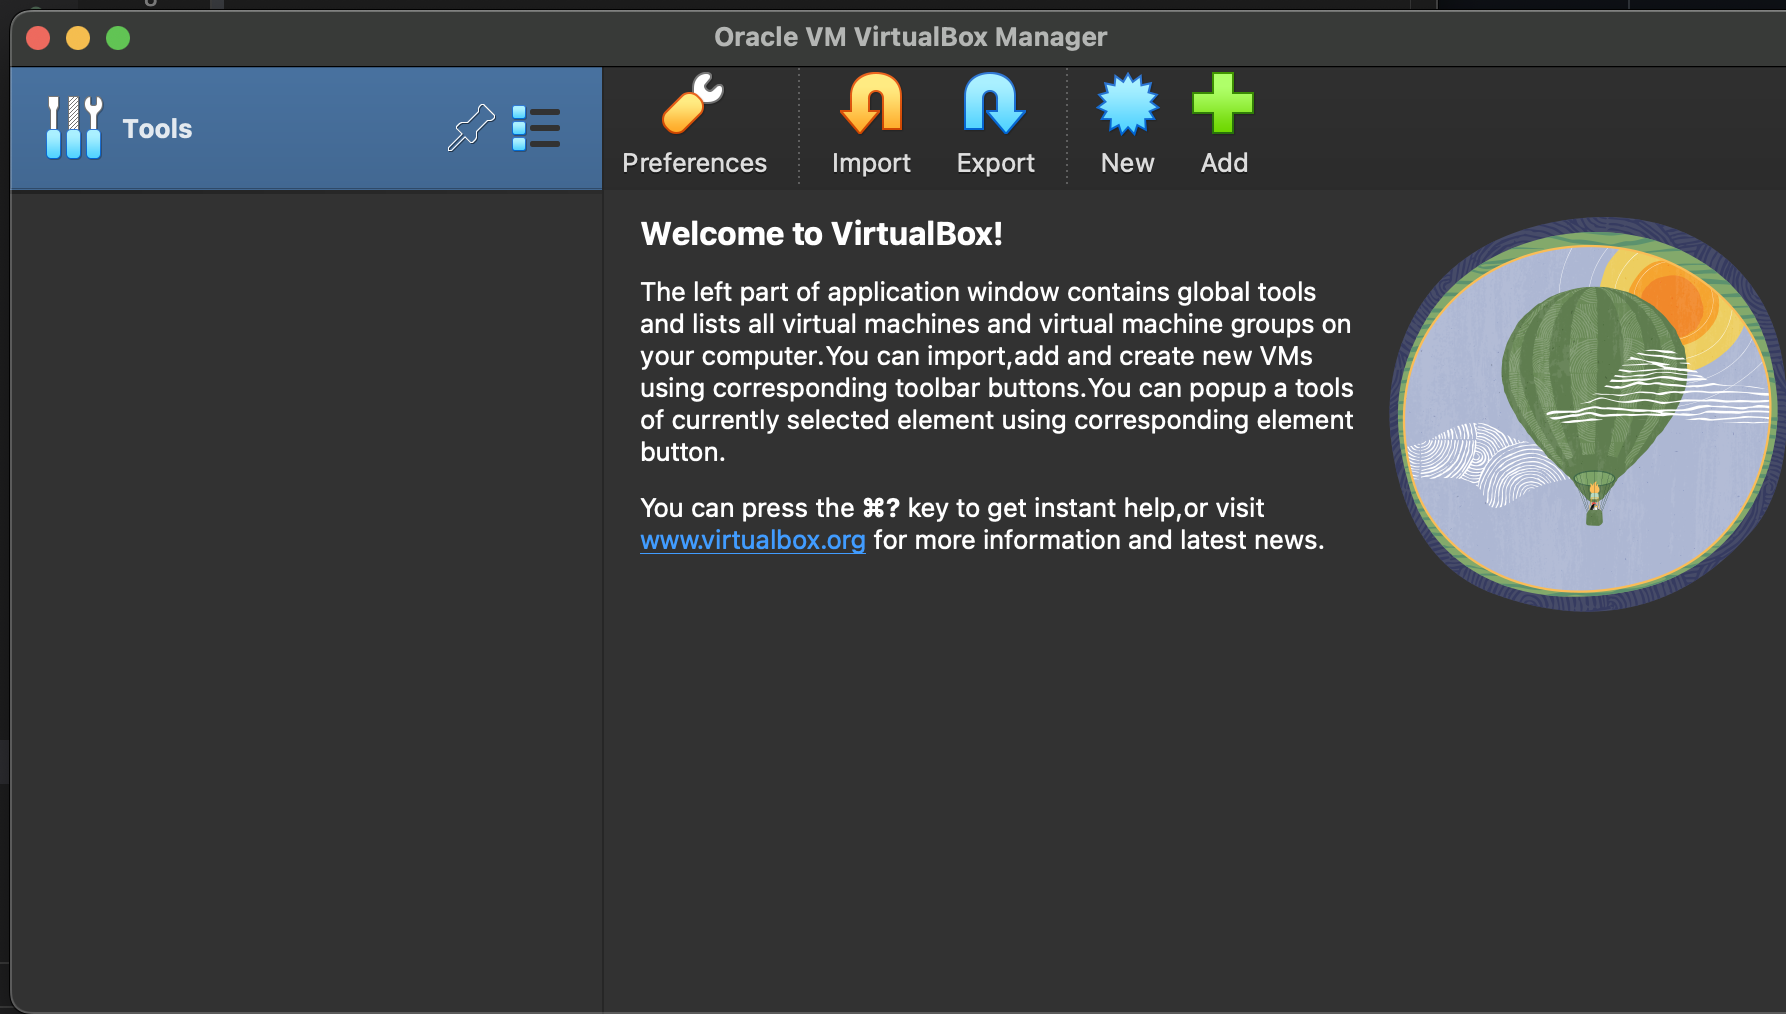 Oracle VM VirtualBox Manager
Tools
Preferences
Import
Export
New
Add
Welcome to VirtualBox!
The left part of application window contains global tools
and lists all virtual machines and virtual machine groups on
your computer.You can import,add and create new VMs
using corresponding toolbar buttons.You can popup a tools
of currently selected element using corresponding element
button.
You can press the ⌘? key to get instant help,or visit
www.virtualbox.org for more information and latest news.